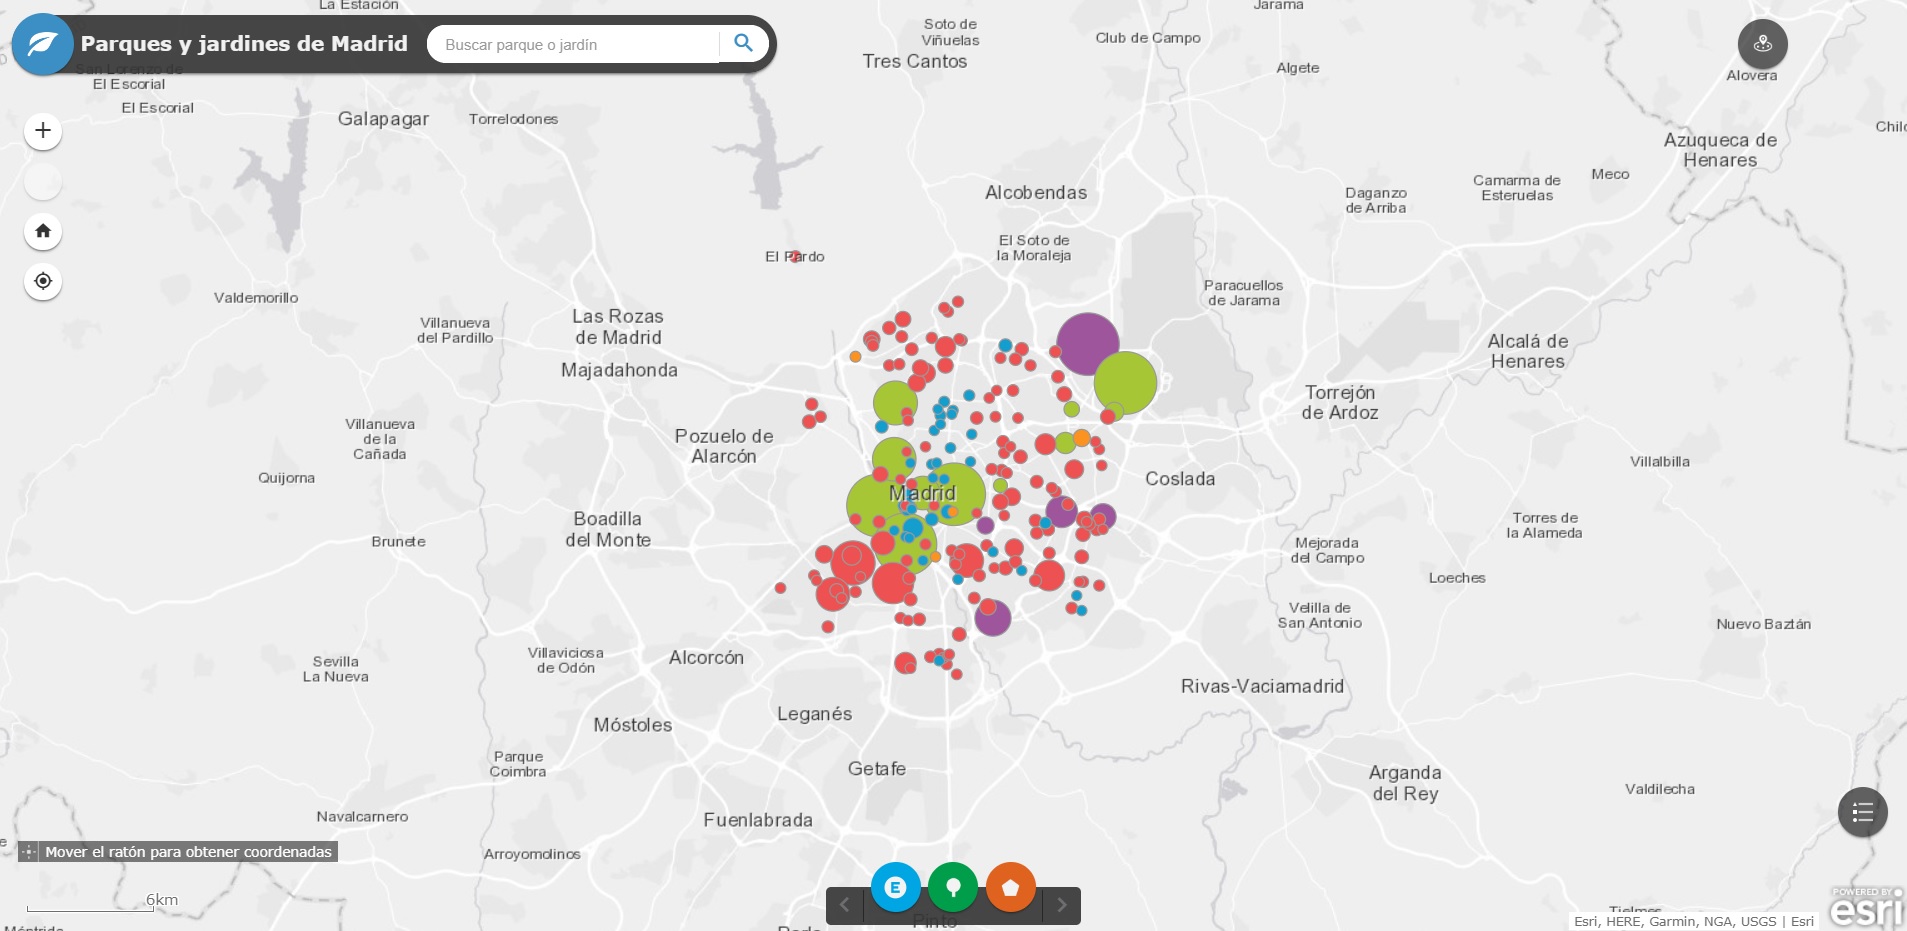 La Estación
Jarama
Parques y jardines de Madrid
Buscar parque o jardín
Soto de
Viñuelas
Club de Campo
Tres Cantos
Algete
Alovera
San Lorenzo de
El Escorial
El Escorial
Galapagar
Torrelodones
Azuqueca de
Henares
Alcobendas
Daganzo
de Arriba
Camarma de
Esteruelas
Meco
El Soto de
la Moraleja
El Pardo
Valdemorillo
Paracuellos
de Jarama
Villanueva
del Pardillo
Las Rozas
de Madrid
Majadahonda
Alcalá de
Henares
Torrejón
de Ardoz
Villanueva
de la
Cañada
Pozuelo de
Alarcón
Quijorna
Coslada
Villalbilla
Madrid
Boadilla
del Monte
Brunete
Torres de
la Alameda
Mejorada
del Campo
Loeches
Velilla de
San Antonio
Nuevo Baztán
Sevilla
La Nueva
Villaviciosa
de Odón
Alcorcón
Rivas-Vaciamadrid
Leganés
Móstoles
Parque
Coimbra
Getafe
Arganda
del Rey
Valdilecha
Navalcarnero
Fuenlabrada
Mover el ratón para obtener coordenadas
Arroyomolinos
6km
E
Pinto
Tielmes
POWERED BY
esri
Esri, HERE, Garmin, NGA, USGS | Esri